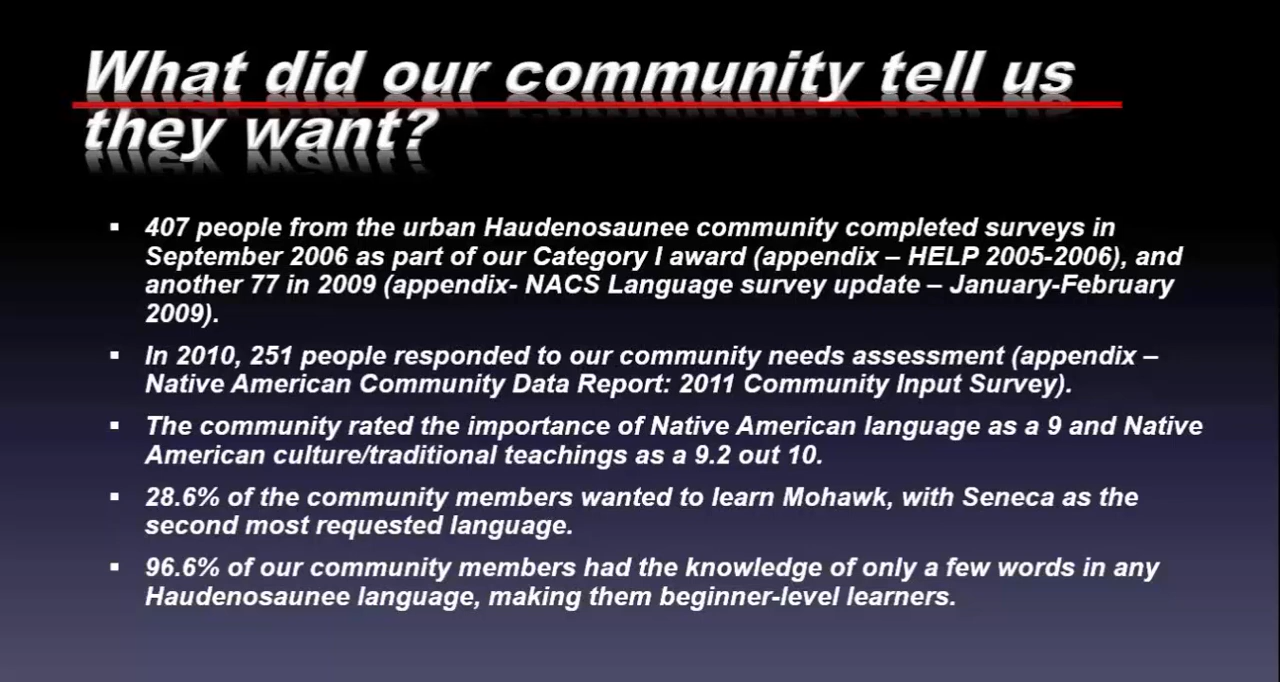 What did our community tell us
they want?
▪ 407 people from the urban Haudenosaunee community completed surveys in
September 2006 as part of our Category I award (appendix – HELP 2005-2006), and
another 77 in 2009 (appendix- NACS Language survey update – January-February
2009).
▪ In 2010, 251 people responded to our community needs assessment (appendix –
Native American Community Data Report: 2011 Community Input Survey).
▪ The community rated the importance of Native American language as a 9 and Native
American culture/traditional teachings as a 9.2 out 10.
▪ 28.6% of the community members wanted to learn Mohawk, with Seneca as the
second most requested language.
▪ 96.6% of our community members had the knowledge of only a few words in any
Haudenosaunee language, making them beginner-level learners.